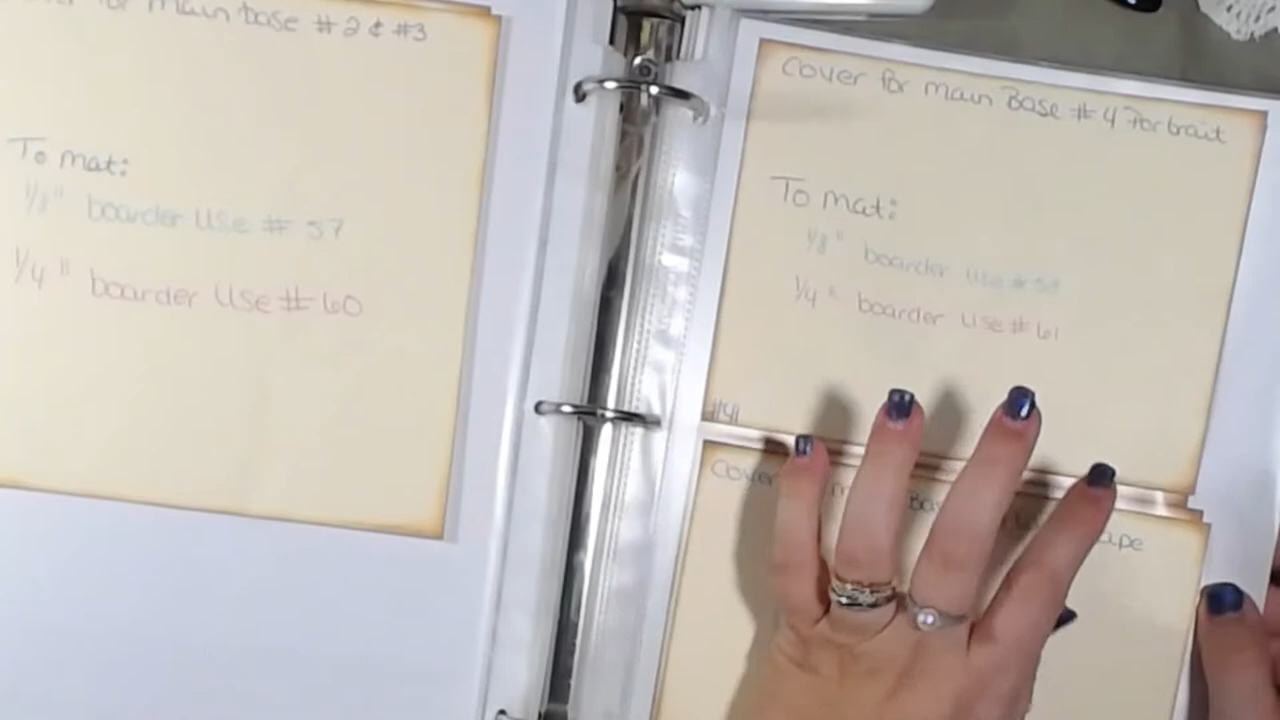 for main base #2 & #3
To mat:
1/8" boarder Use # 57
1/4" boarder Use # 60
Cover for main Base #4 Portrait
To mat:
1/8" boarder use #
1/4" boarder use # 61
#41
Cover